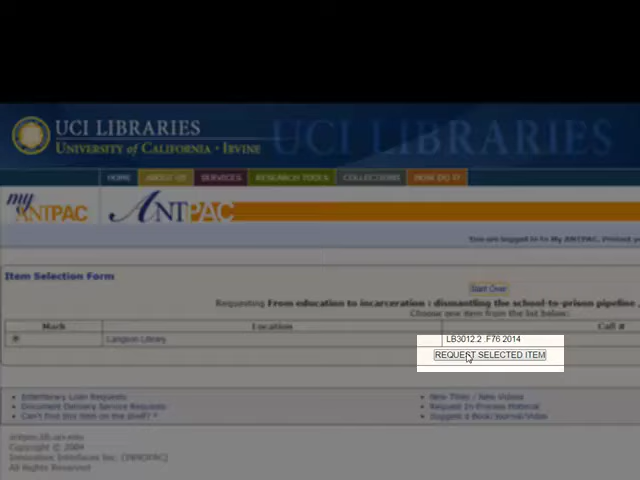 UCI LIBRARIES
UCI LIBRARIES
UNIVERSITY OF CALIFORNIA · IRVINE
HOME ABOUT US SERVICES RESEARCH TOOLS COLLECTIONS HOW DO I?
my ANTPAC ANTPAC
You are logged in to My ANTPAC.
Item Selection Form
Start Over
Requesting From education to incarceration : dismantling the school-to-prison pipeline
Choose one item from the list below:
Mark Location Call #
Langson Library LB3012.2 .F76 2014
REQUEST SELECTED ITEM
Interlibrary Loan Requests
Document Delivery Service Requests
Can't find this item on the shelf?
New Titles / New Videos
Request In-Process Material
Suggest a Book/Journal/Video
antpac.lib.uci.edu
Copyright © 2004
Innovative Interfaces Inc. (INNOPAC)
All Rights Reserved